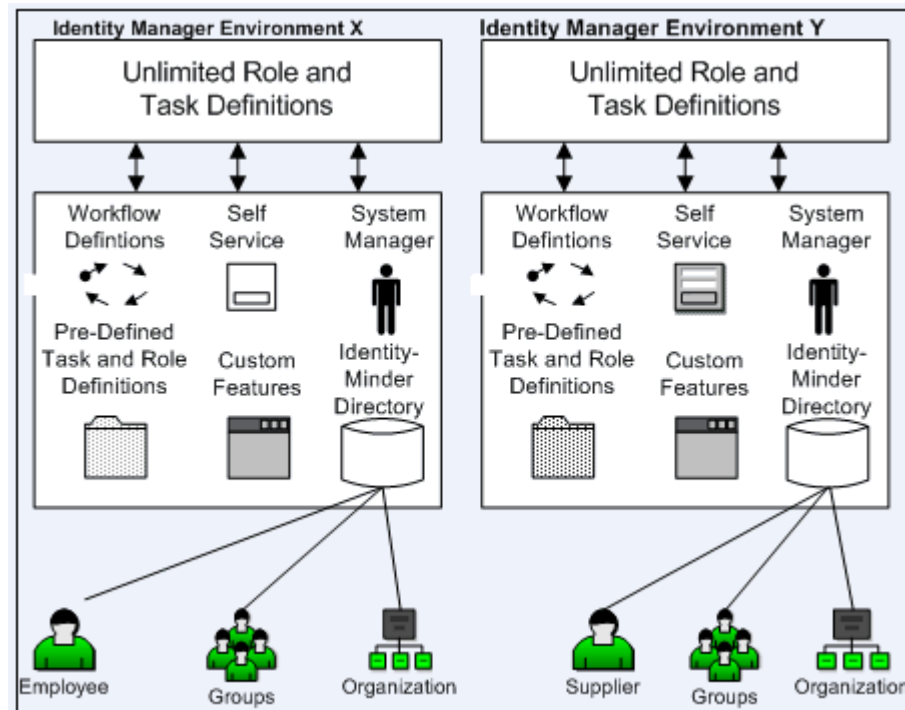 Identity Manager Environment X
Unlimited Role and
Task Definitions
Workflow
Defintions
Self
Service
System
Manager
Pre-Defined
Task and Role
Definitions
Custom
Features
Identity-
Minder
Directory
Employee
Groups
Organization
Identity Manager Environment Y
Unlimited Role and
Task Definitions
Workflow
Defintions
Self
Service
System
Manager
Pre-Defined
Task and Role
Definitions
Custom
Features
Identity-
Minder
Directory
Supplier
Groups
Organization